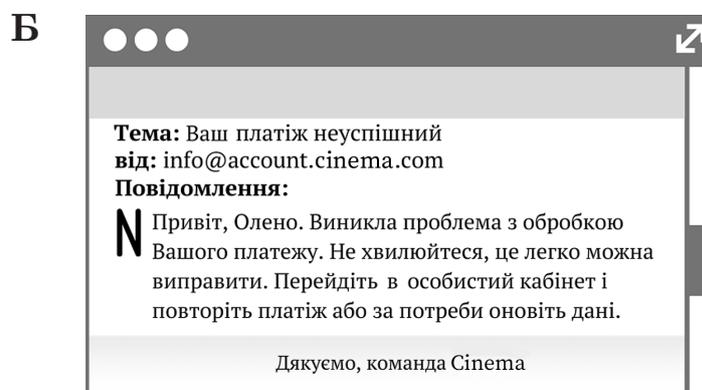 Б
Тема: Ваш платіж неуспішний
від: info@account.cinema.com
Повідомлення:
N Привіт, Олено. Виникла проблема з обробкою
Вашого платежу. Не хвилюйтеся, це легко можна
виправити. Перейдіть в особистий кабінет і
повторіть платіж або за потреби оновіть дані.
Дякуємо, команда Cinema